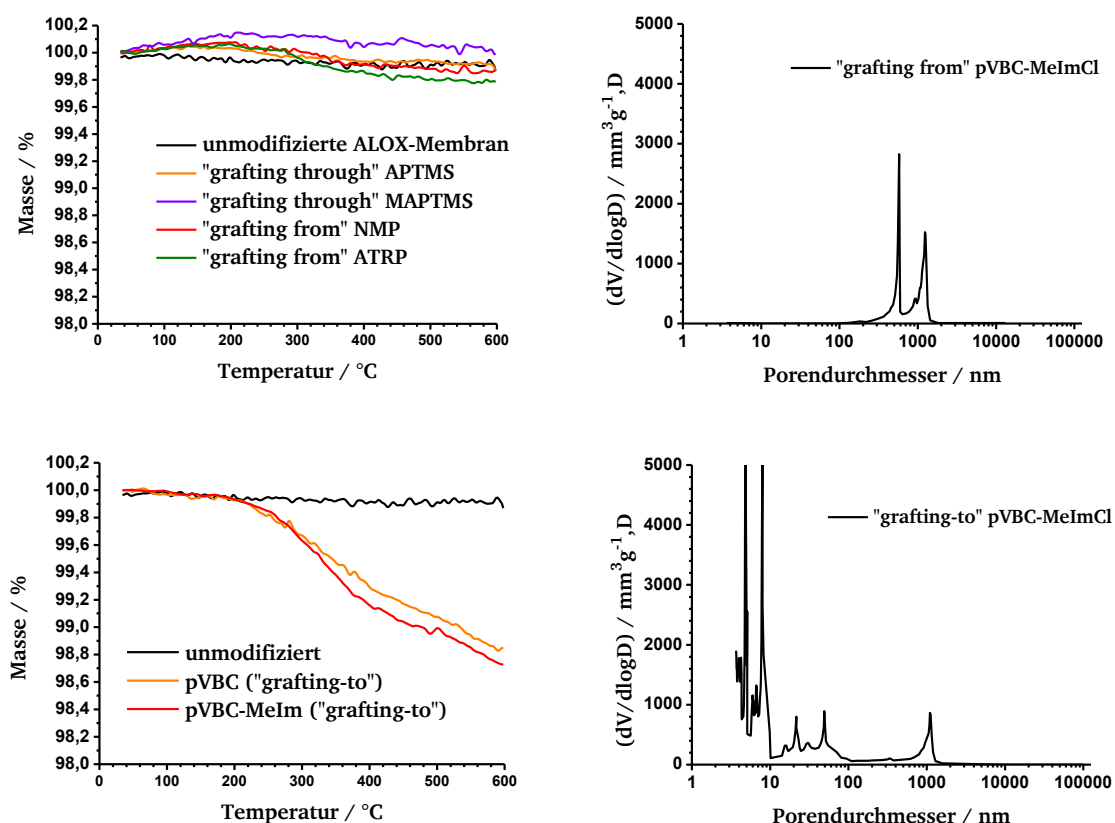 100,2
100,0
99,8
99,6
99,4
99,2
99,0
98,8
98,6
98,4
98,2
98,0
Masse / %
unmodifizierte ALOX-Membran
"grafting through" APTMS
"grafting through" MAPTMS
"grafting from" NMP
"grafting from" ATRP
0 100 200 300 400 500 600
Temperatur / °C
5000
4000
3000
2000
1000
0
(dV/dlogD) / mm³g⁻¹,D
"grafting from" pVBC-MeImCl
1 10 100 1000 10000 100000
Porendurchmesser / nm
100,2
100,0
99,8
99,6
99,4
99,2
99,0
98,8
98,6
98,4
98,2
98,0
Masse / %
unmodifiziert
pVBC ("grafting-to")
pVBC-MeIm ("grafting-to")
0 100 200 300 400 500 600
Temperatur / °C
5000
4000
3000
2000
1000
0
(dV/dlogD) / mm³g⁻¹,D
"grafting-to" pVBC-MeImCl
1 10 100 1000 10000 100000
Porendurchmesser / nm